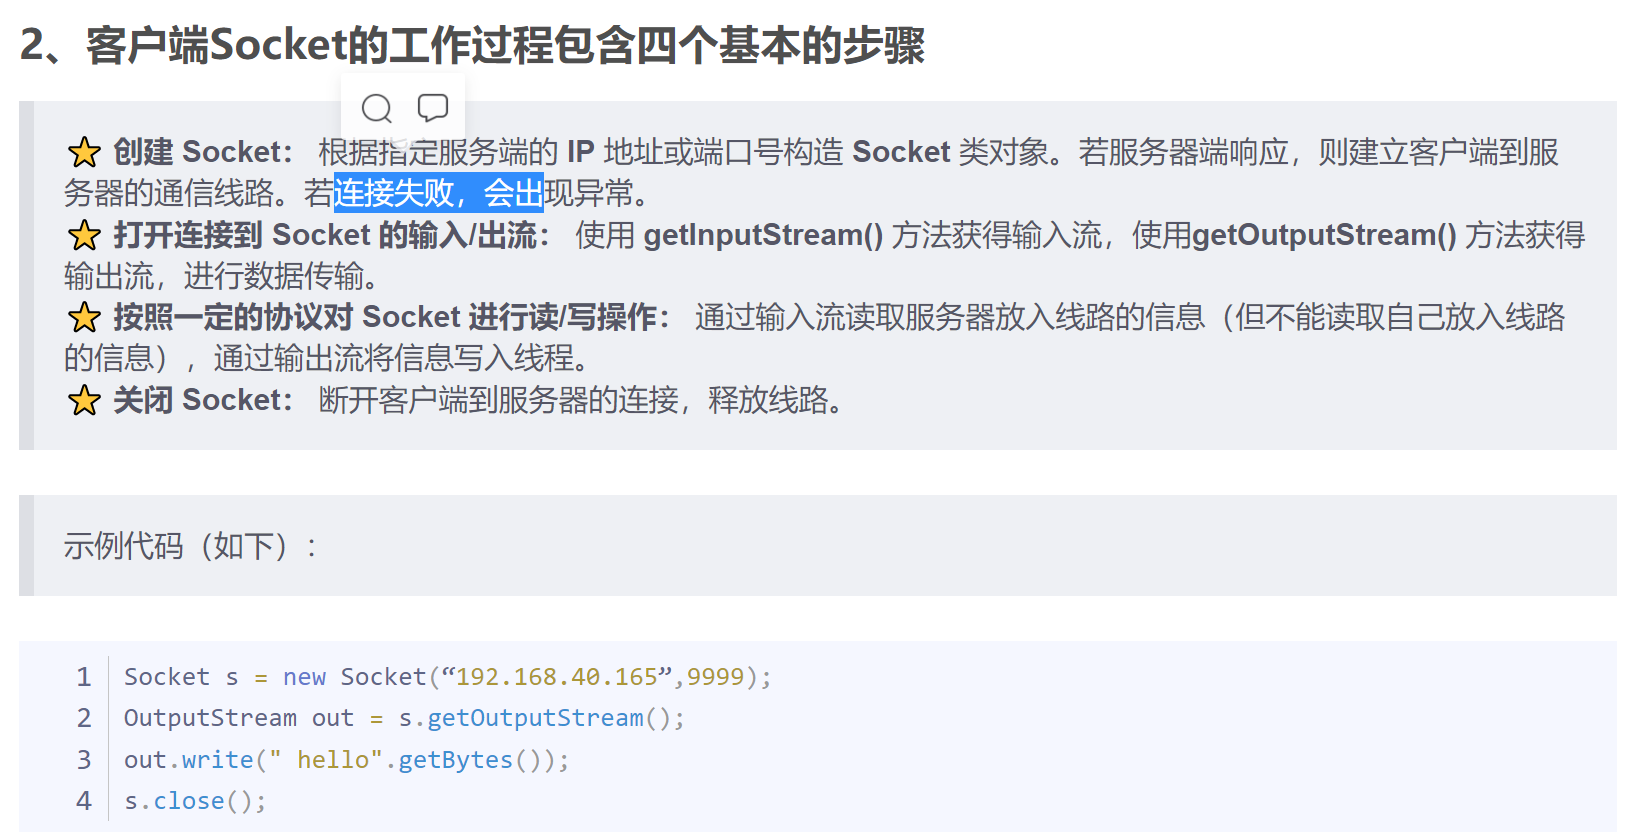 2、客户端Socket的工作过程包含四个基本的步骤
⭐ 创建 Socket： 根据指定服务端的 IP 地址或端口号构造 Socket 类对象。若服务器端响应，则建立客户端到服
务器的通信线路。若连接失败，会出现异常。
⭐ 打开连接到 Socket 的输入/出流： 使用 getInputStream() 方法获得输入流，使用getOutputStream() 方法获得
输出流，进行数据传输。
⭐ 按照一定的协议对 Socket 进行读/写操作： 通过输入流读取服务器放入线路的信息（但不能读取自己放入线路
的信息），通过输出流将信息写入线程。
⭐ 关闭 Socket： 断开客户端到服务器的连接，释放线路。
示例代码（如下）:
1 Socket s = new Socket(“192.168.40.165”,9999);
2 OutputStream out = s.getOutputStream();
3 out.write(" hello".getBytes());
4 s.close();